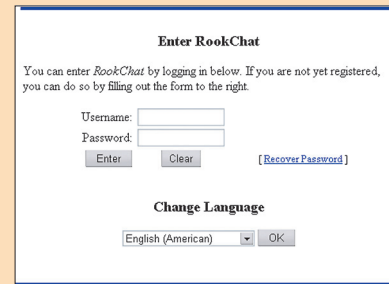 Enter RookChat
You can enter RookChat by logging in below. If you are not yet registered,
you can do so by filling out the form to the right.
Username:
Password:
Enter Clear [ Recover Password ]
Change Language
English (American) OK